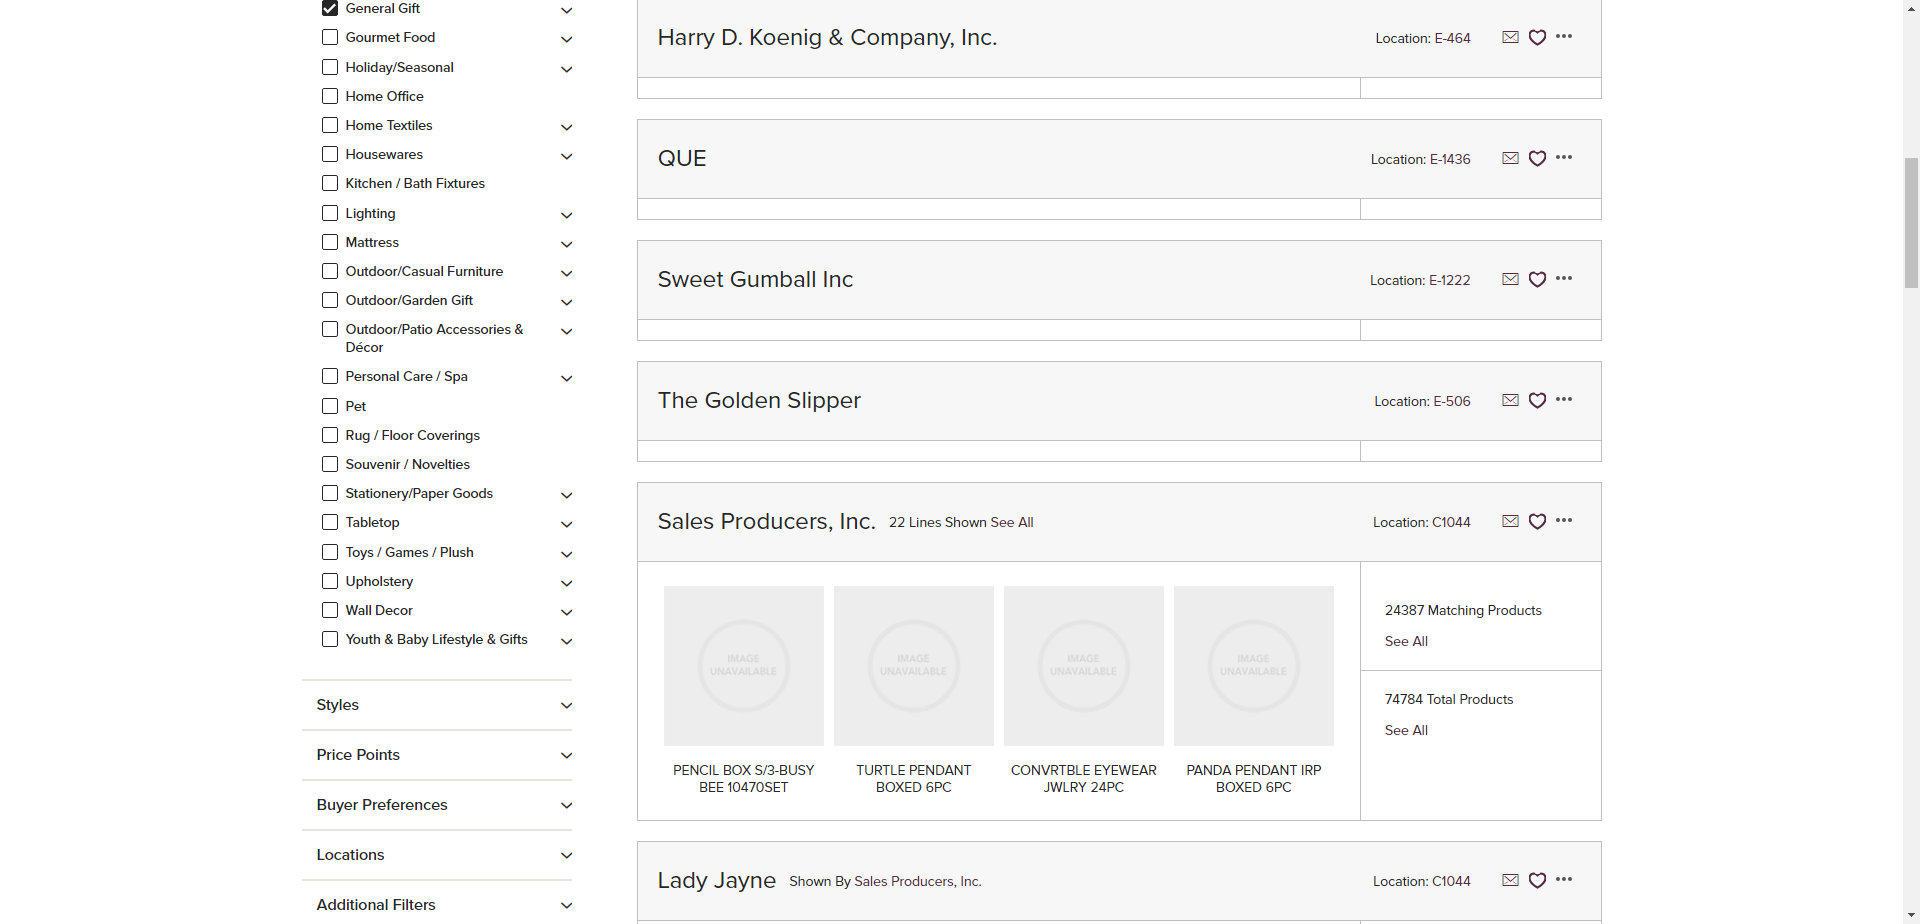 General Gift
Gourmet Food
Holiday/Seasonal
Home Office
Home Textiles
Housewares
Kitchen / Bath Fixtures
Lighting
Mattress
Outdoor/Casual Furniture
Outdoor/Garden Gift
Outdoor/Patio Accessories &
Décor
Personal Care / Spa
Pet
Rug / Floor Coverings
Souvenir / Novelties
Stationery/Paper Goods
Tabletop
Toys / Games / Plush
Upholstery
Wall Decor
Youth & Baby Lifestyle & Gifts
Styles
Price Points
Buyer Preferences
Locations
Additional Filters
Harry D. Koenig & Company, Inc.
Location: E-464
QUE
Location: E-1436
Sweet Gumball Inc
Location: E-1222
The Golden Slipper
Location: E-506
Sales Producers, Inc. 22 Lines Shown See All
Location: C1044
IMAGE
UNAVAILABLE
PENCIL BOX S/3-BUSY
BEE 10470SET
IMAGE
UNAVAILABLE
TURTLE PENDANT
BOXED 6PC
IMAGE
UNAVAILABLE
CONVRTBLE EYEWEAR
JWLRY 24PC
IMAGE
UNAVAILABLE
PANDA PENDANT IRP
BOXED 6PC
24387 Matching Products
See All
74784 Total Products
See All
Lady Jayne Shown By Sales Producers, Inc.
Location: C1044